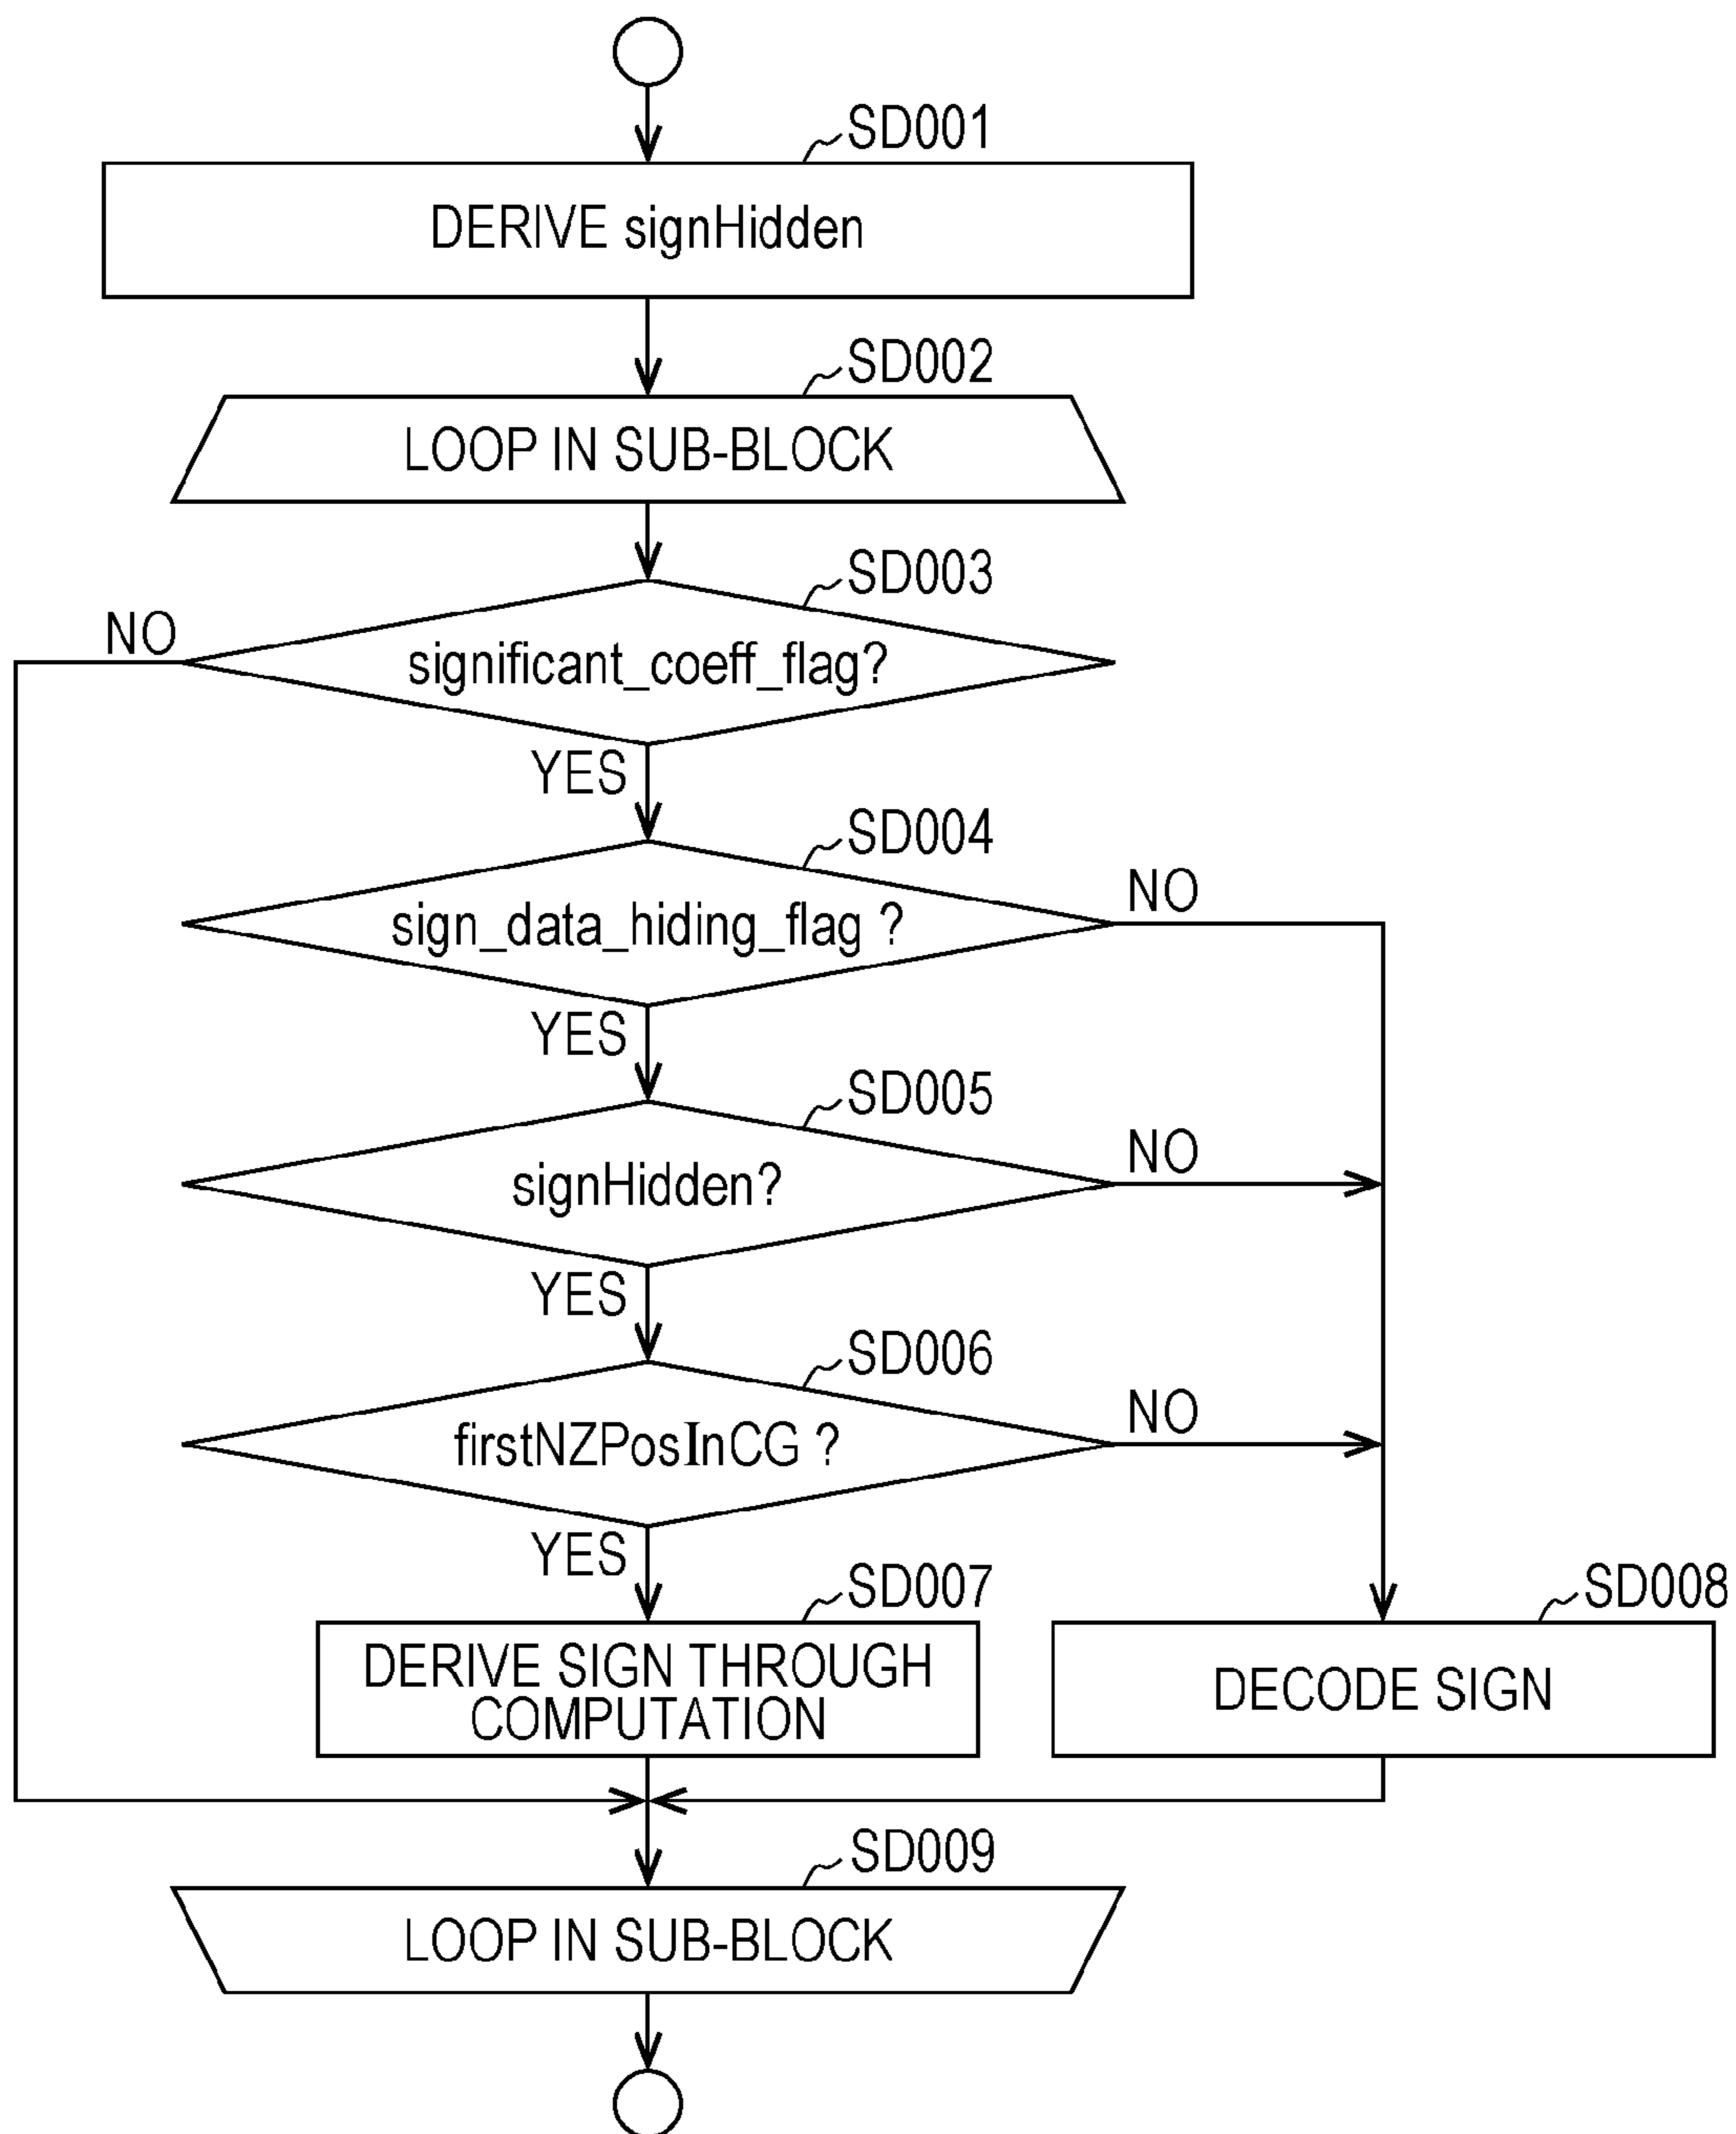 SD001
DERIVE signHidden
SD002
LOOP IN SUB-BLOCK
SD003
NO
significant_coeff_flag?
YES
SD004
NO
sign_data_hiding_flag ?
YES
SD005
NO
signHidden?
YES
SD006
NO
firstNZPosInCG ?
YES
SD007
DERIVE SIGN THROUGH
COMPUTATION
SD008
DECODE SIGN
SD009
LOOP IN SUB-BLOCK